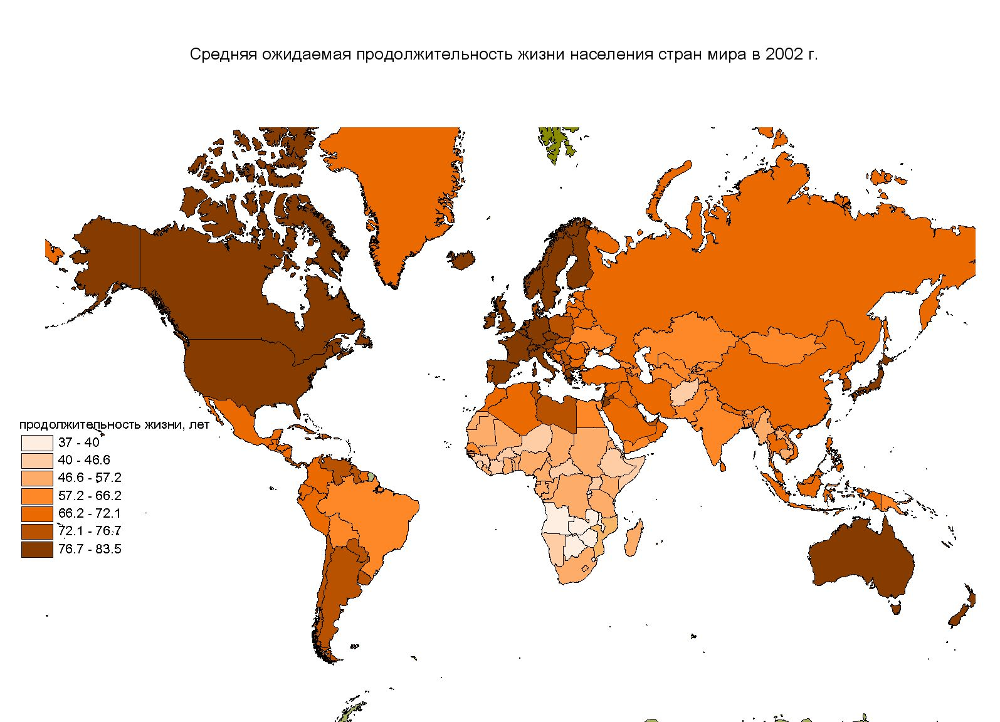 Средняя ожидаемая продолжительность жизни населения стран мира в 2002 г.
продолжительность жизни, лет
37 - 40
40 - 46.6
46.6 - 57.2
57.2 - 66.2
66.2 - 72.1
72.1 - 76.7
76.7 - 83.5